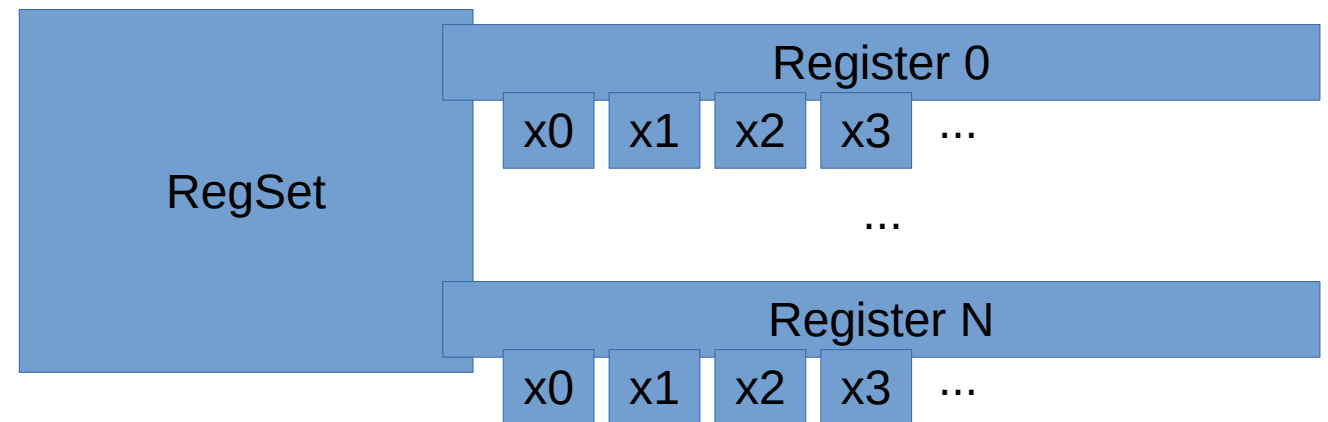 Register 0
x0 x1 x2 x3 ...
RegSet
...
Register N
x0 x1 x2 x3 ...